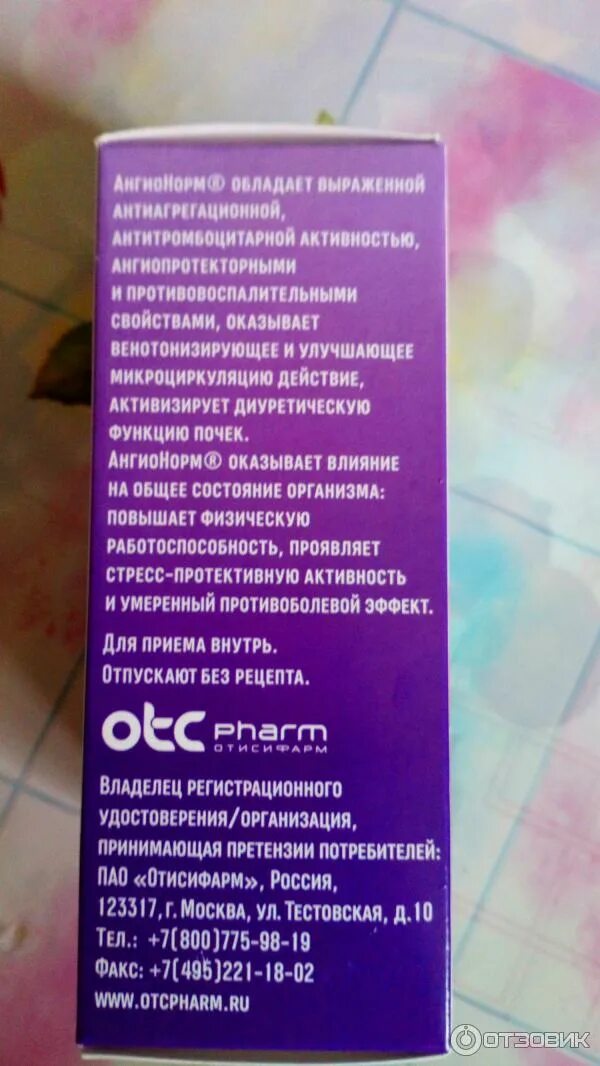 АнгиоНорм® обладает выраженной
антиагрегационной,
антитромбоцитарной активностью,
ангиопротекторными
и противовоспалительными
свойствами, оказывает
венотонизирующее и улучшающее
микроциркуляцию действие,
активизирует диуретическую
функцию почек.
АнгиоНорм® оказывает влияние
на общее состояние организма:
повышает физическую
работоспособность, проявляет
стресс-протективную активность
и умеренный противоболевой эффект.
Для приема внутрь.
Отпускают без рецепта.
otc pharm
ОТИСИФАРМ
Владелец регистрационного
удостоверения/организация,
принимающая претензии потребителей:
ПАО «Отисифарм», Россия,
123317, г. Москва, ул. Тестовская, д.10
Тел.: +7(800)775-98-19
Факс: +7(495)221-18-02
www.otcpharm.ru
ОТЗОВИК